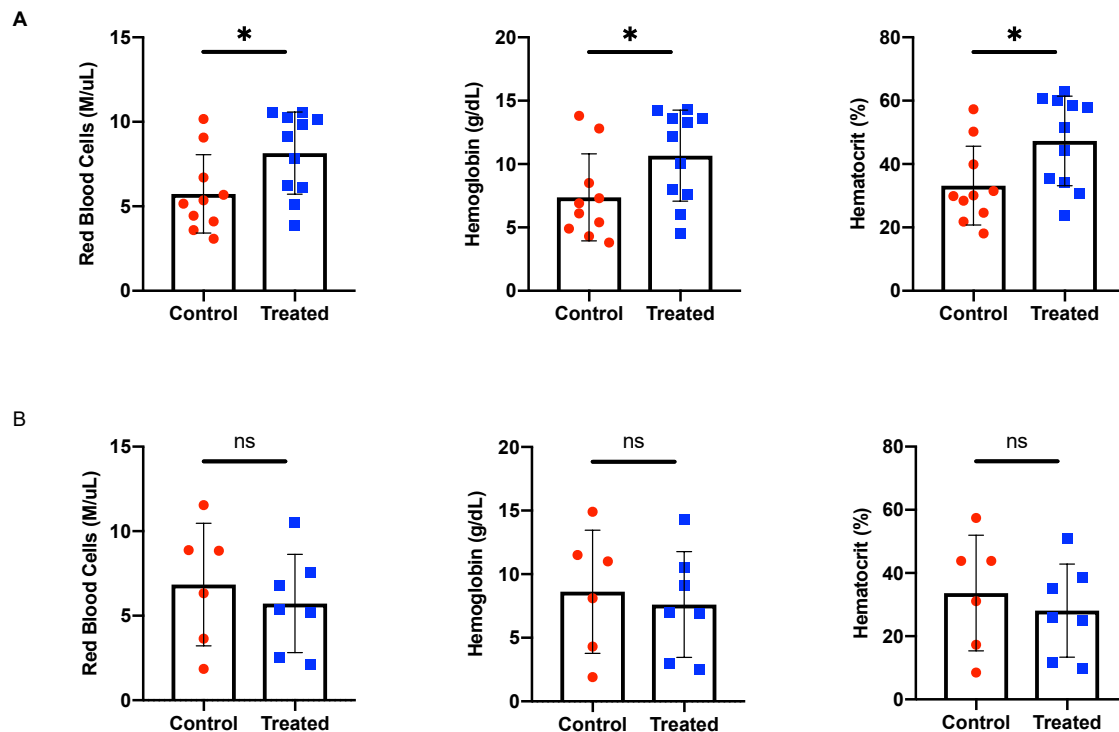 A
Red Blood Cells (M/uL)
15
10
5
0
*
Control Treated
Hemoglobin (g/dL)
20
15
10
5
0
*
Control Treated
Hematocrit (%)
80
60
40
20
0
*
Control Treated
B
Red Blood Cells (M/uL)
15
10
5
0
ns
Control Treated
Hemoglobin (g/dL)
20
15
10
5
0
ns
Control Treated
Hematocrit (%)
80
60
40
20
0
ns
Control Treated